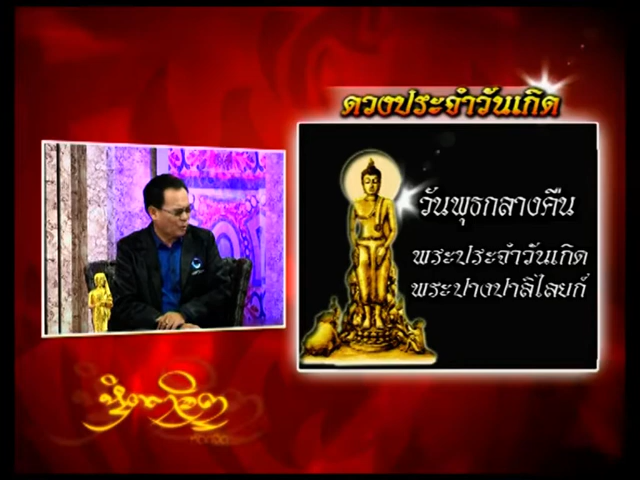 ดวงประจำวันเกิด
วันพุธกลางคืน
พระประจำวันเกิด
พระปางปาลิไลยก์